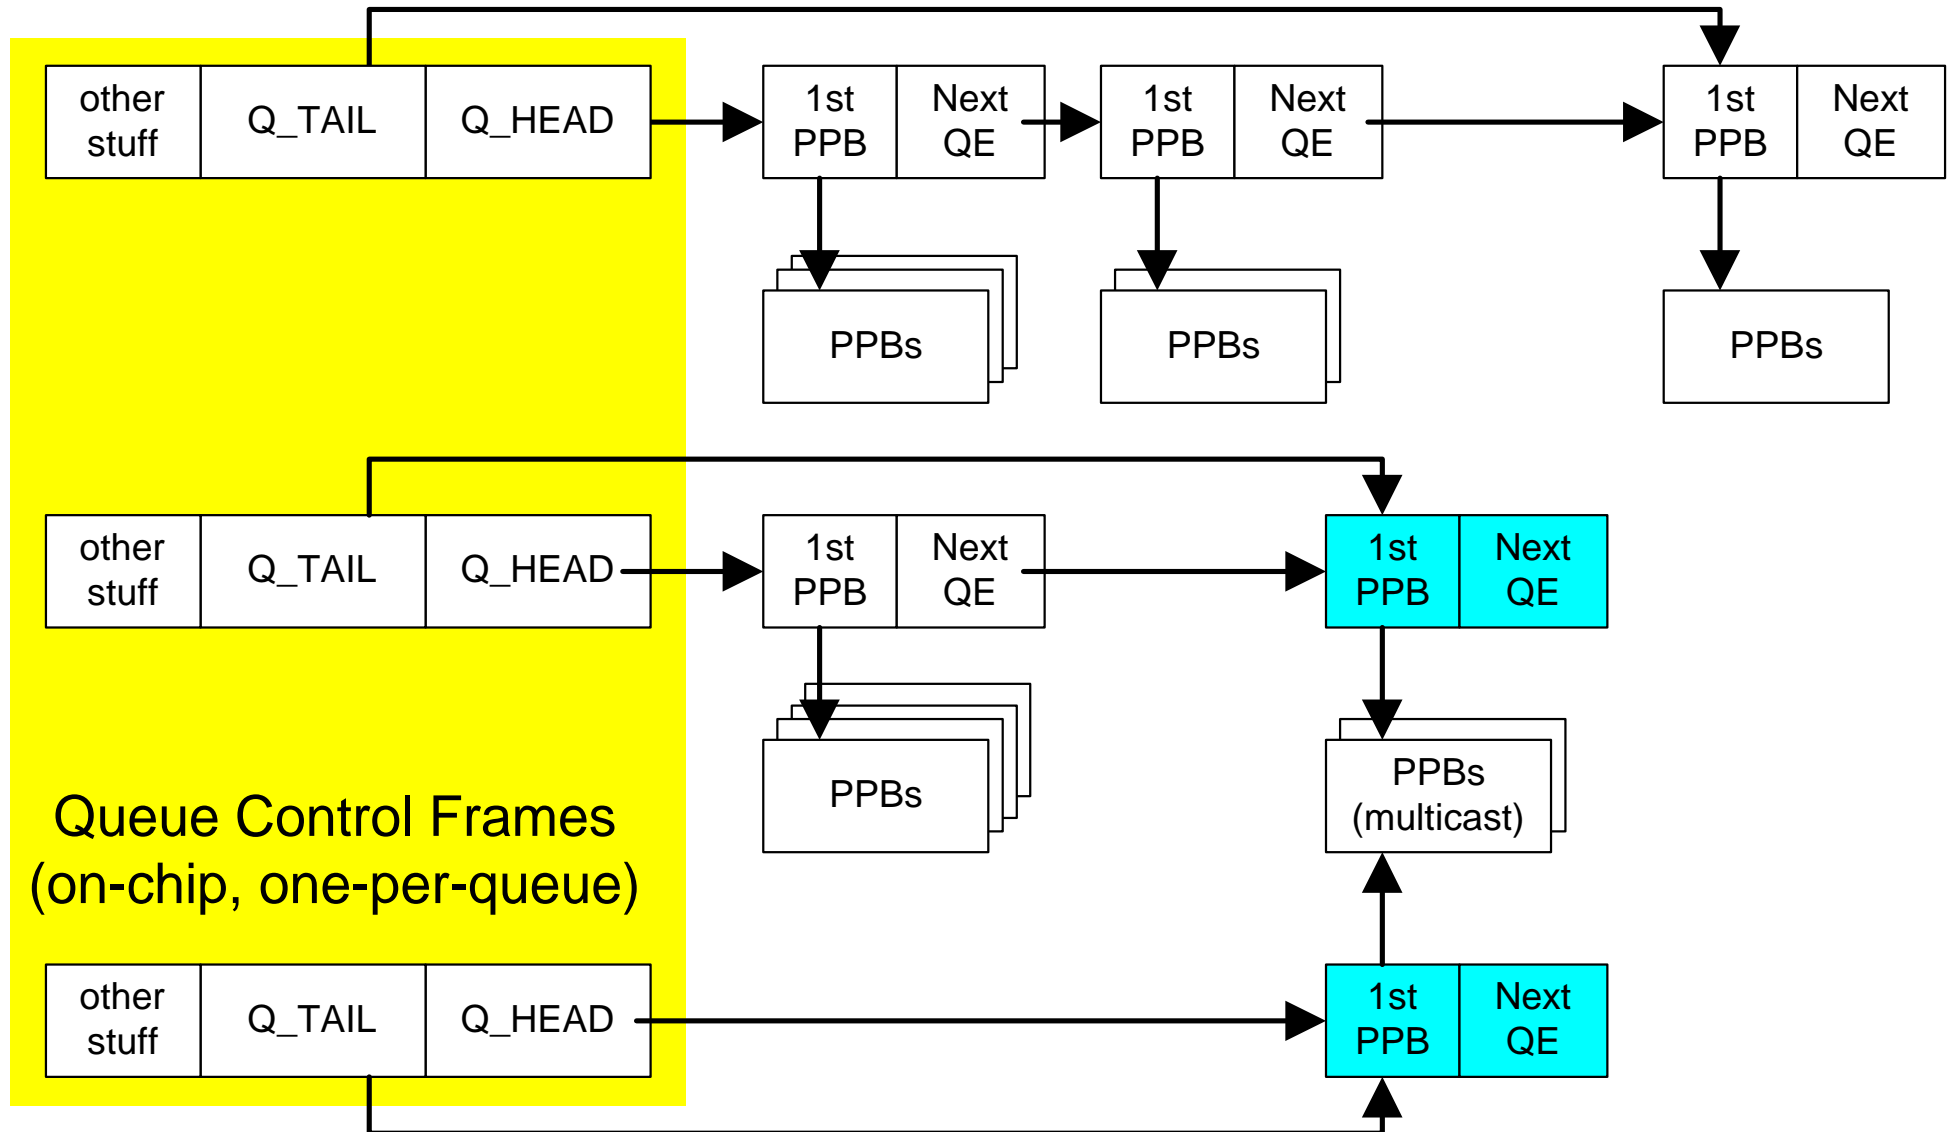 other
stuff
Q_TAIL
Q_HEAD
1st
PPB
Next
QE
1st
PPB
Next
QE
1st
PPB
Next
QE
PPBs
PPBs
PPBs
other
stuff
Q_TAIL
Q_HEAD
1st
PPB
Next
QE
1st
PPB
Next
QE
PPBs
PPBs
(multicast)
Queue Control Frames
(on-chip, one-per-queue)
other
stuff
Q_TAIL
Q_HEAD
1st
PPB
Next
QE